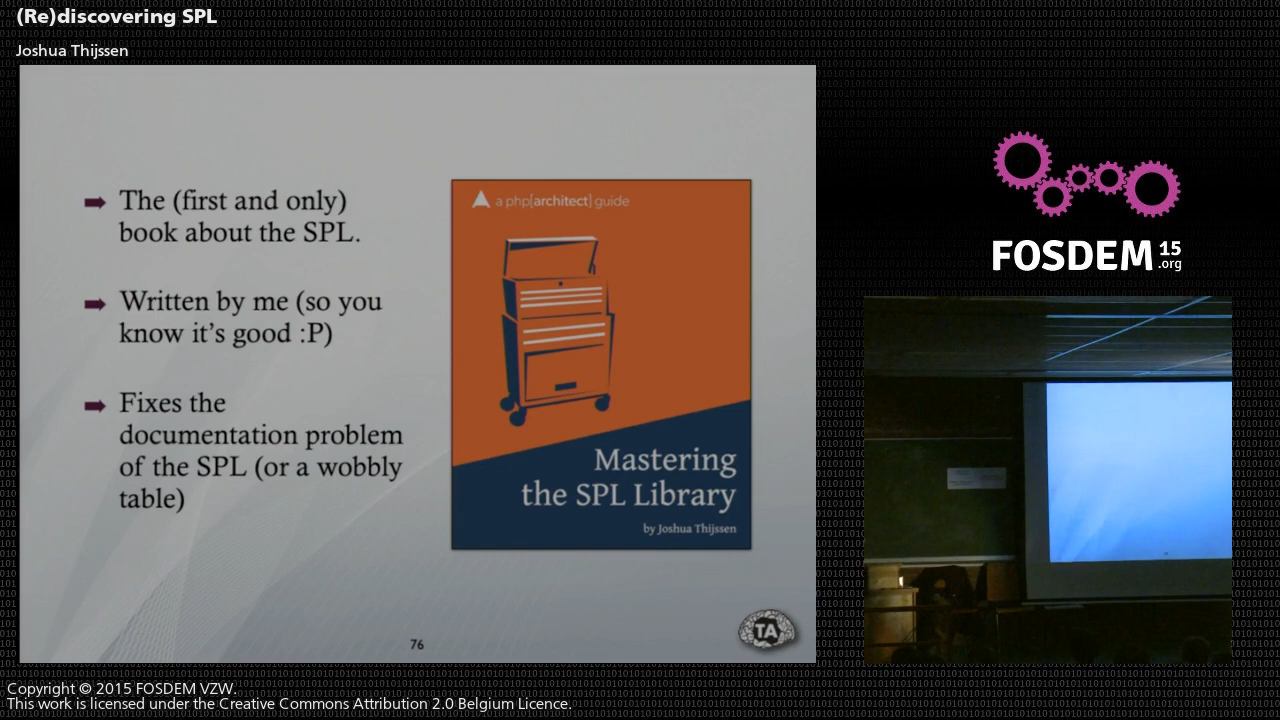 (Re)discovering SPL
Joshua Thijssen
The (first and only)
book about the SPL.
Written by me (so you
know it's good :P)
Fixes the
documentation problem
of the SPL (or a wobbly
table)
a php[architect] guide
Mastering
the SPL Library
by Joshua Thijssen
76
TA
FOSDEM 15
.org
Copyright © 2015 FOSDEM VZW.
This work is licensed under the Creative Commons Attribution 2.0 Belgium Licence.